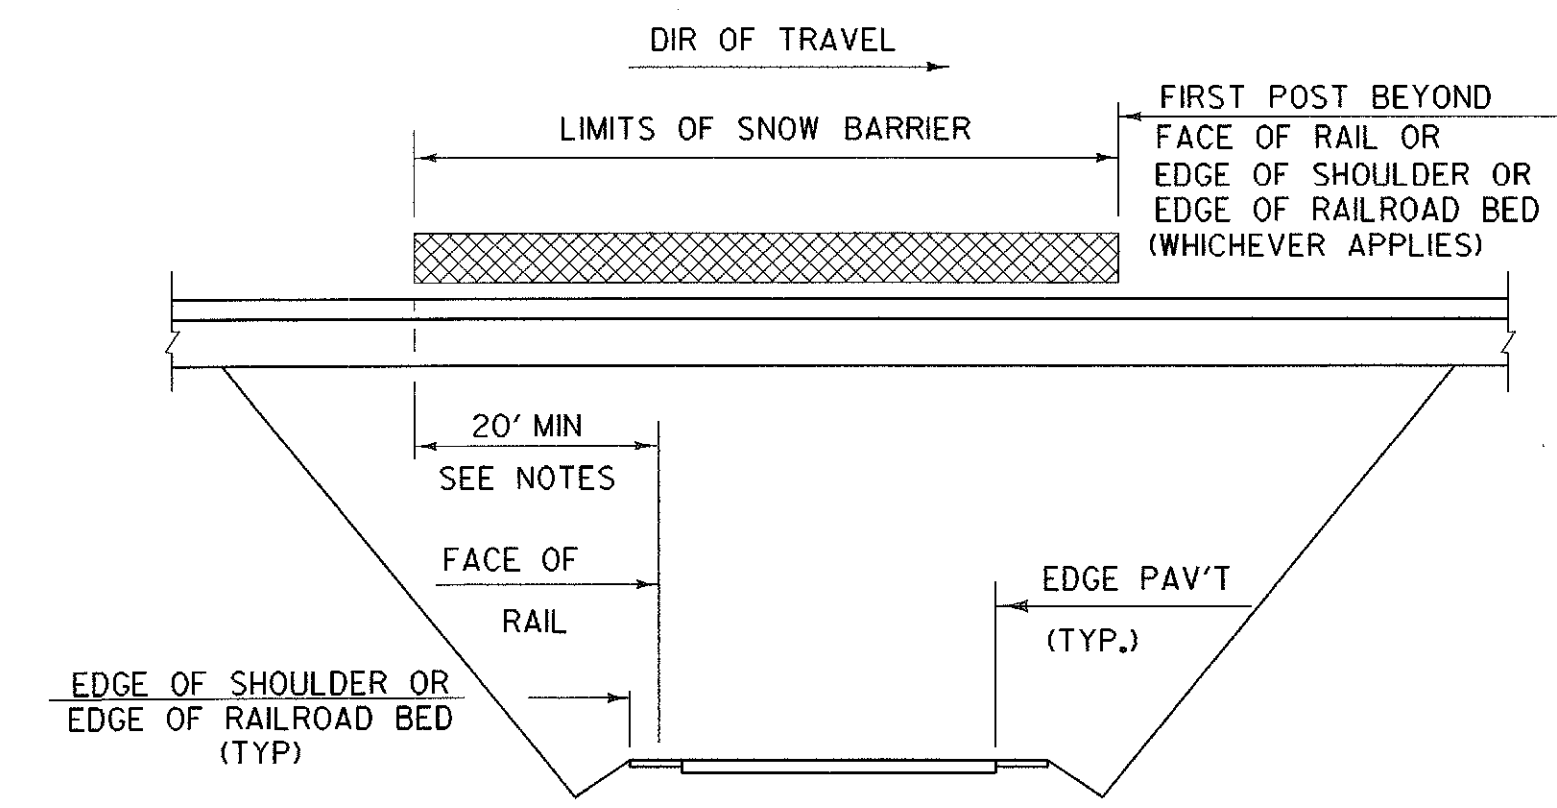 DIR OF TRAVEL
LIMITS OF SNOW BARRIER
FIRST POST BEYOND
FACE OF RAIL OR
EDGE OF SHOULDER OR
EDGE OF RAILROAD BED
(WHICHEVER APPLIES)
20' MIN
SEE NOTES
FACE OF
RAIL
EDGE PAV'T
(TYP.)
EDGE OF SHOULDER OR
EDGE OF RAILROAD BED
(TYP)